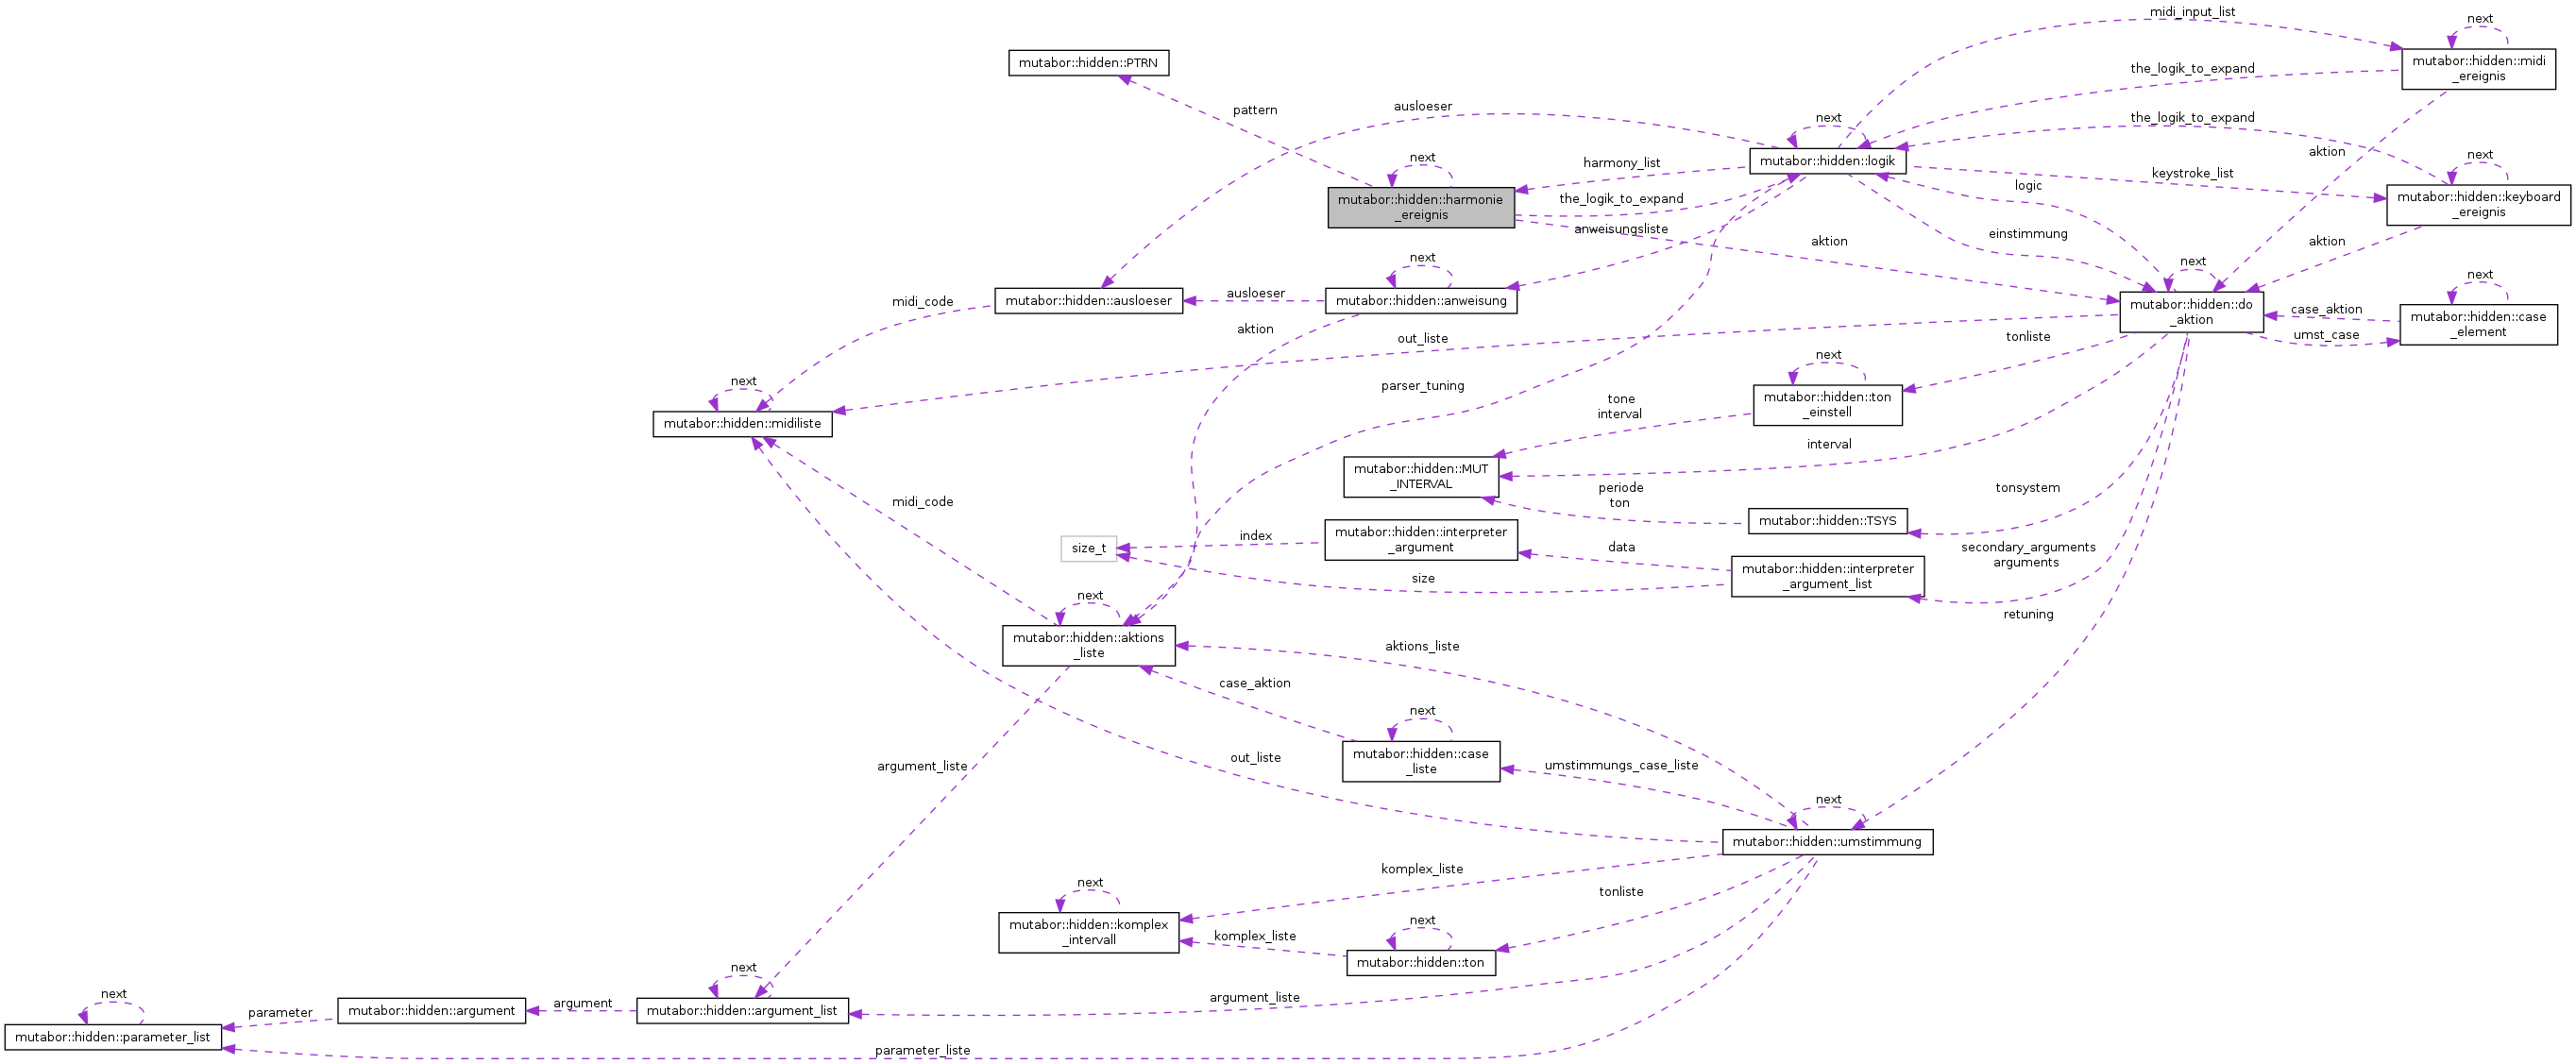 midi_input_list
next
mutabor::hidden::midi
_ereignis
mutabor::hidden::PTRN
the_logik_to_expand
pattern
ausloeser
next
the_logik_to_expand
aktion
next
harmony_list
mutabor::hidden::logik
next
keystroke_list
logic
mutabor::hidden::harmonie
_ereignis
the_logik_to_expand
mutabor::hidden::keyboard
_ereignis
anweisungsliste
aktion
einstimmung
aktion
next
next
next
midi_code
mutabor::hidden::ausloeser
ausloeser
mutabor::hidden::anweisung
mutabor::hidden::do
_aktion
case_aktion
umst_case
mutabor::hidden::case
_element
aktion
out_liste
tonliste
next
next
parser_tuning
mutabor::hidden::ton
_einstell
tone
interval
mutabor::hidden::midiliste
interval
mutabor::hidden::MUT
_INTERVAL
midi_code
periode
ton
tonsystem
mutabor::hidden::TSYS
size_t
index
mutabor::hidden::interpreter
_argument
data
secondary_arguments
arguments
mutabor::hidden::interpreter
_argument_list
size
next
retuning
mutabor::hidden::aktions
_liste
aktions_liste
case_aktion
next
argument_liste
out_liste
mutabor::hidden::case
_liste
umstimmungs_case_liste
next
mutabor::hidden::umstimmung
komplex_liste
next
tonliste
mutabor::hidden::komplex
_intervall
next
komplex_liste
mutabor::hidden::ton
next
next
argument_liste
mutabor::hidden::parameter_list
parameter
mutabor::hidden::argument
argument
mutabor::hidden::argument_list
parameter_liste